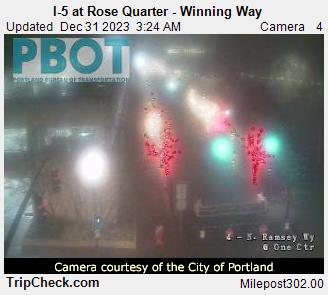 I-5 at Rose Quarter - Winning Way
Updated Dec 31 2023 3:24 AM Camera 4
PBOT
PORTLAND BUREAU OF TRANSPORTATION
4 - N. Ramsey Wy
@ One Ctr
Camera courtesy of the City of Portland
TripCheck.com Milepost302.00